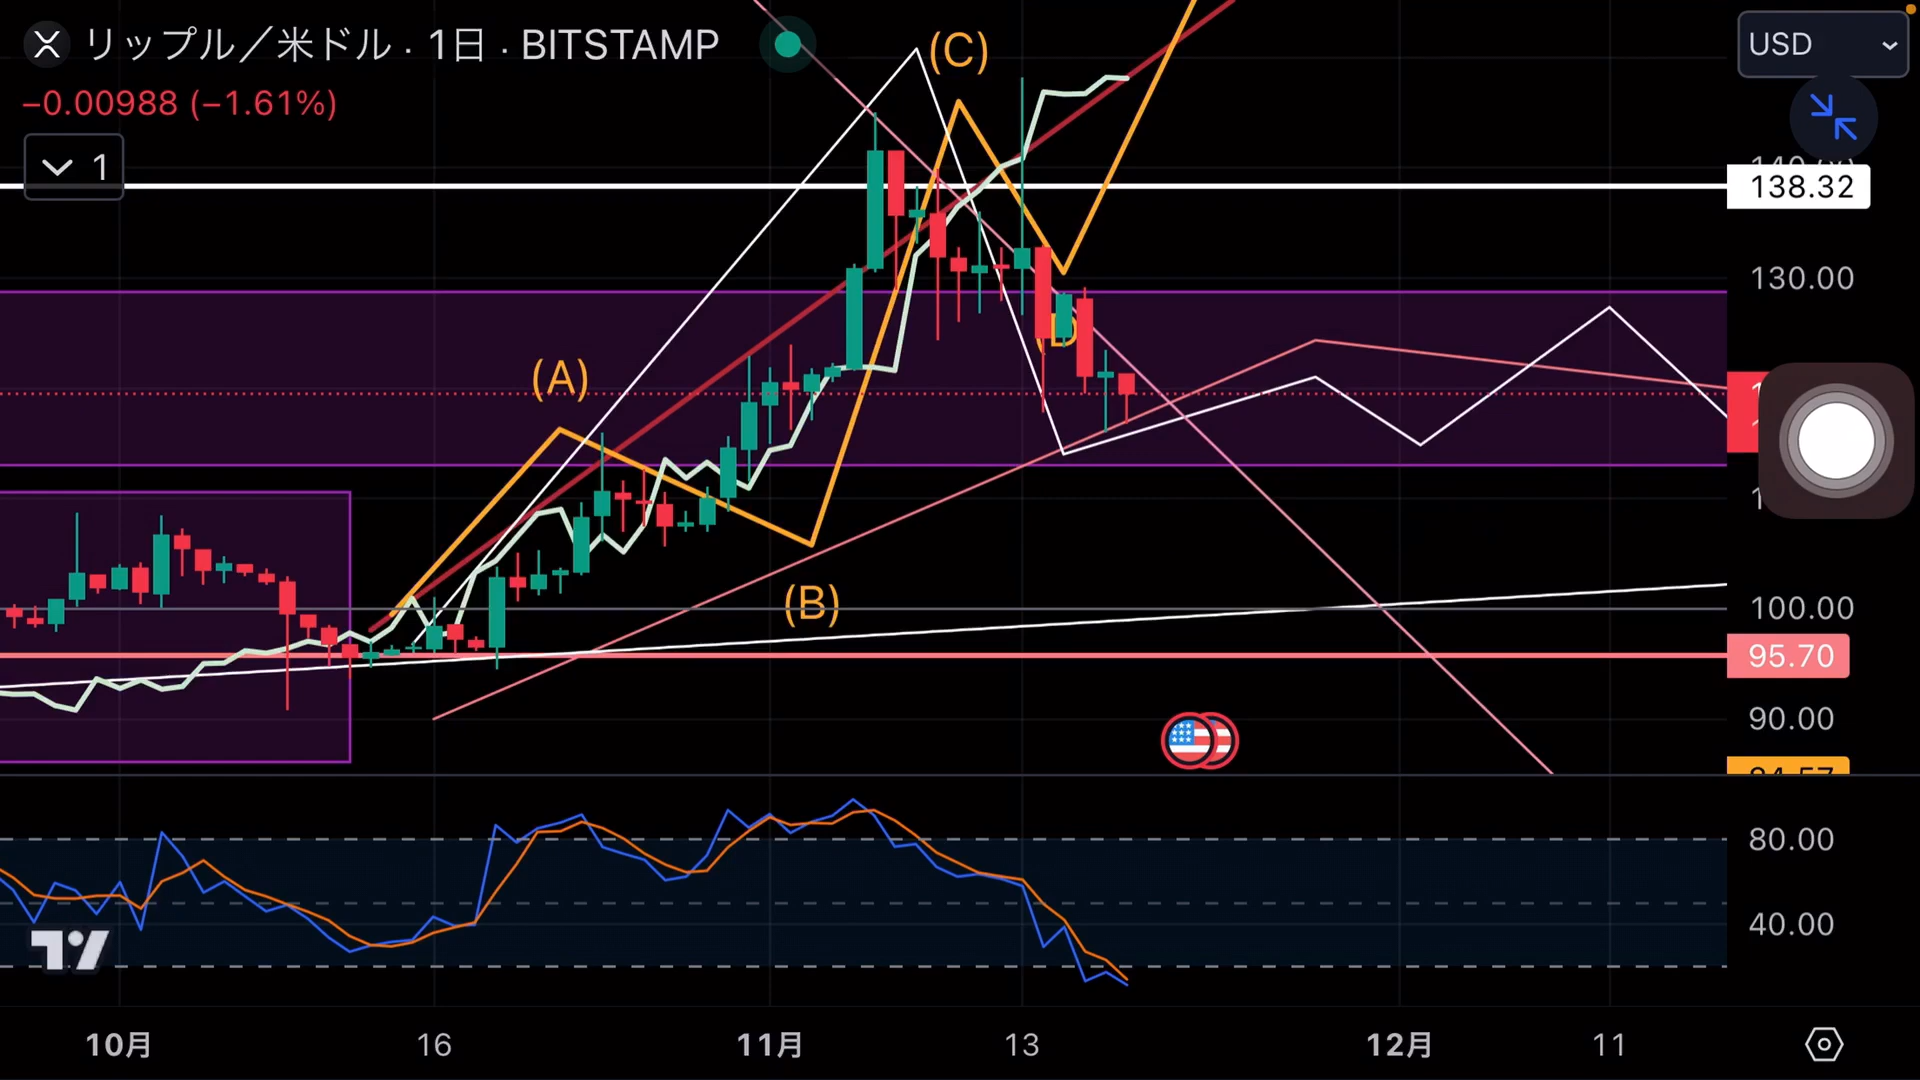 リップル／米ドル · 1日 · BITSTAMP
USD
−0.00988 (−1.61%)
1
(C)
138.32
130.00
(A)
(D
(B)
100.00
95.70
90.00
80.00
40.00
10月 16 11月 13 12月 11